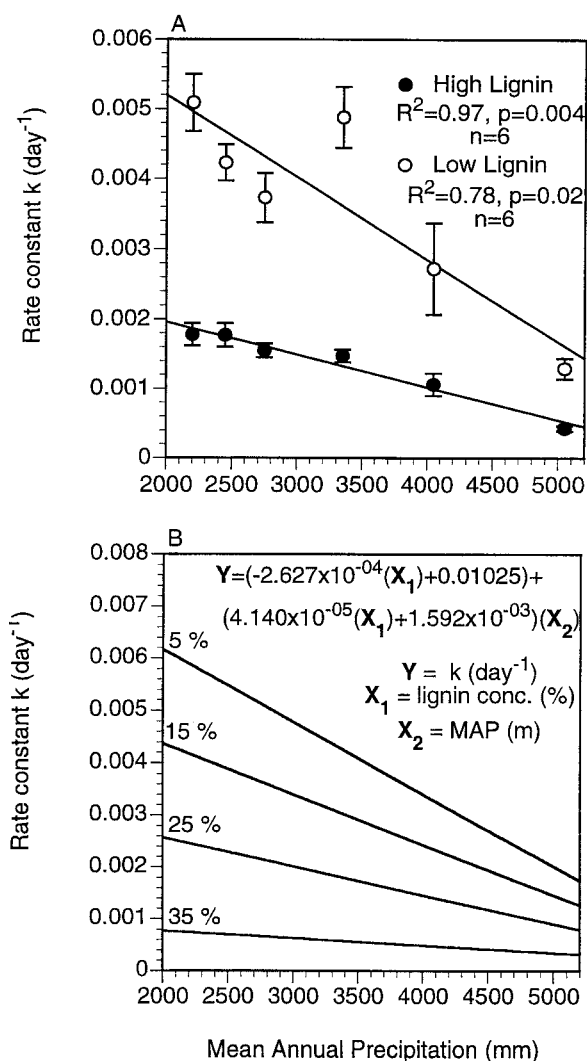 A
0.006
0.005
0.004
0.003
0.002
0.001
0
Rate constant k (day⁻¹)
● High Lignin
R²=0.97, p=0.004
n=6
○ Low Lignin
R²=0.78, p=0.02
n=6
2000 2500 3000 3500 4000 4500 5000
B
0.008
0.007
0.006
0.005
0.004
0.003
0.002
0.001
0
Rate constant k (day⁻¹)
Y=(-2.627x10⁻⁰⁴(X₁)+0.01025)+
(4.140x10⁻⁰⁵(X₁)+1.592x10⁻⁰³)(X₂)
Y = k (day⁻¹)
X₁ = lignin conc. (%)
X₂ = MAP (m)
5 %
15 %
25 %
35 %
2000 2500 3000 3500 4000 4500 5000
Mean Annual Precipitation (mm)